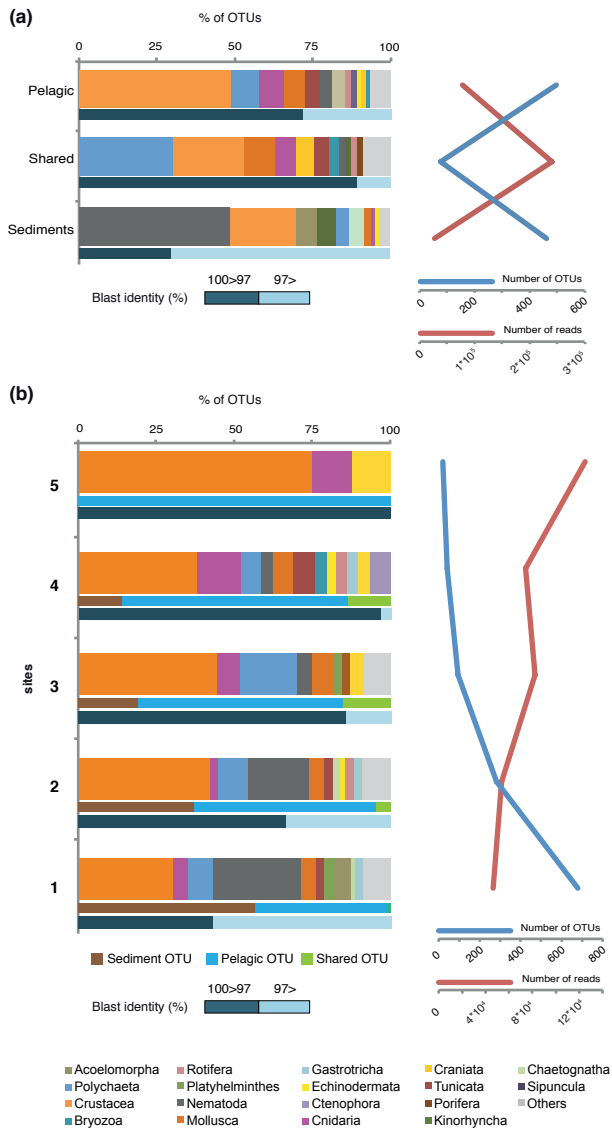 (a)
% of OTUs
0 25 50 75 100
Pelagic
Shared
Sediments
100>97 97>
Blast identity (%)
Number of OTUs
0 200 400 600
Number of reads
0 1*10⁵ 2*10⁵ 3*10⁵
(b)
% of OTUs
0 25 50 75 100
5
4
3
2
1
sites
Sediment OTU Pelagic OTU Shared OTU
100>97 97>
Blast identity (%)
Number of OTUs
0 200 400 600 800
Number of reads
0 4*10⁴ 8*10⁴ 12*10⁴
Acoelomorpha Rotifera Gastrotricha Craniata Chaetognatha
Polychaeta Platyhelminthes Echinodermata Tunicata Sipuncula
Crustacea Nematoda Ctenophora Porifera Others
Bryozoa Mollusca Cnidaria Kinorhyncha